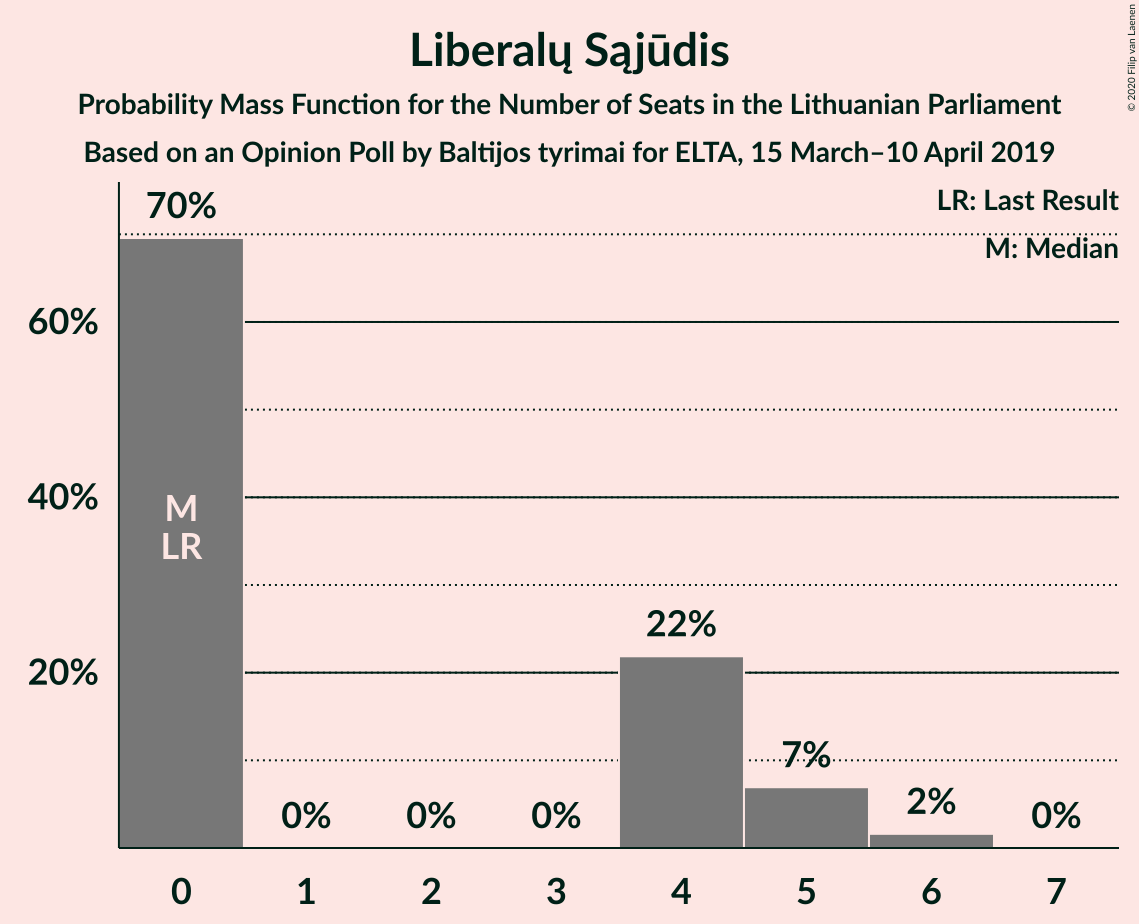 Liberalų Sąjūdis
Probability Mass Function for the Number of Seats in the Lithuanian Parliament
Based on an Opinion Poll by Baltijos tyrimai for ELTA, 15 March–10 April 2019
© 2020 Filip van Laenen
LR: Last Result
M: Median
70%
60%
40%
20%
M
LR
0%
0%
0%
22%
7%
2%
0%
0 1 2 3 4 5 6 7